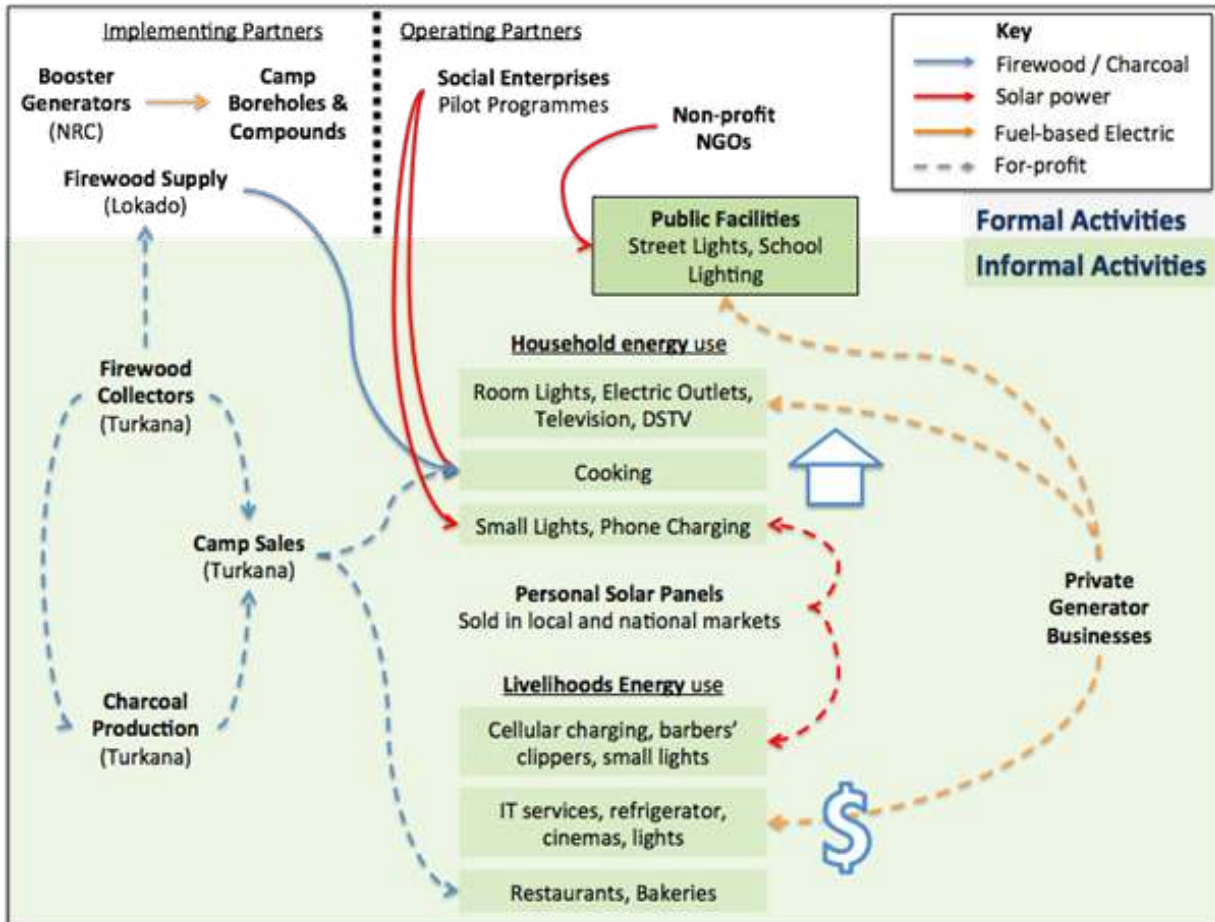 Implementing Partners
Operating Partners
Booster
Generators
(NRC)
Camp
Boreholes &
Compounds
Social Enterprises
Pilot Programmes
Non-profit
NGOs
Key
Firewood / Charcoal
Solar power
Fuel-based Electric
For-profit
Firewood Supply
(Lokado)
Public Facilities
Street Lights, School
Lighting
Formal Activities
Informal Activities
Firewood
Collectors
(Turkana)
Household energy use
Room Lights, Electric Outlets,
Television, DSTV
Cooking
Small Lights, Phone Charging
Camp Sales
(Turkana)
Personal Solar Panels
Sold in local and national markets
Private
Generator
Businesses
Charcoal
Production
(Turkana)
Livelihoods Energy use
Cellular charging, barbers’
clippers, small lights
IT services, refrigerator,
cinemas, lights
$
Restaurants, Bakeries